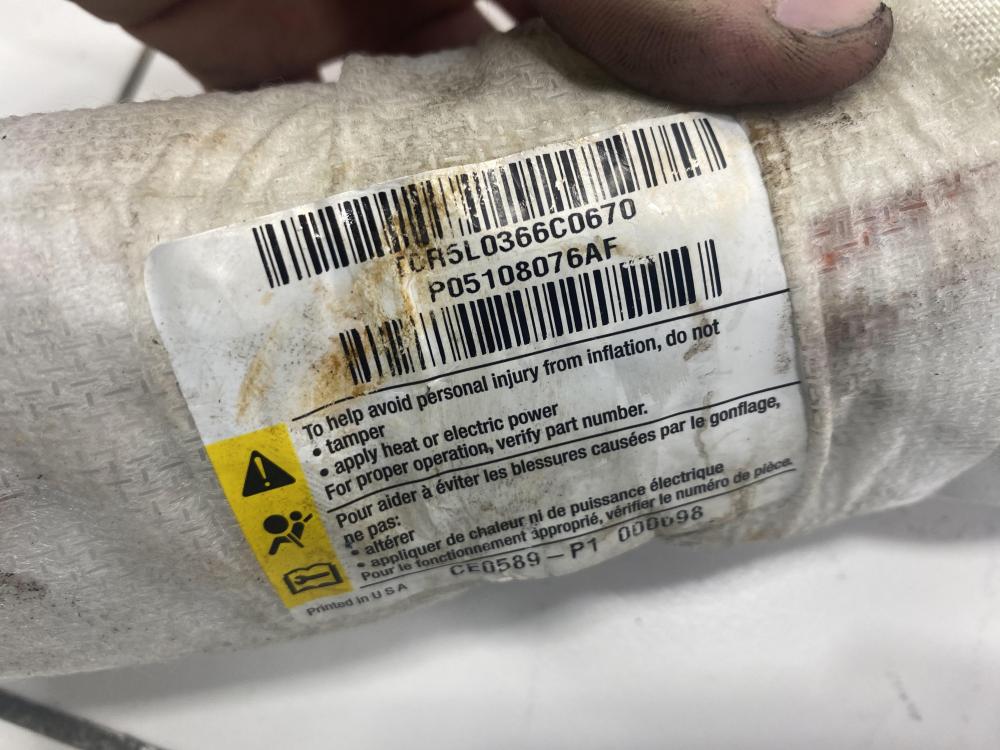 TCR5L0366C0670
P05108076AF
To help avoid personal injury from inflation, do not
• tamper
• apply heat or electric power
For proper operation, verify part number.
Pour aider à éviter les blessures causées par le gonflage,
ne pas:
• altérer
• appliquer de chaleur ni de puissance électrique
Pour le fonctionnement approprié, vérifier le numéro de pièce.
Printed in U S A CE0589-P1 000698